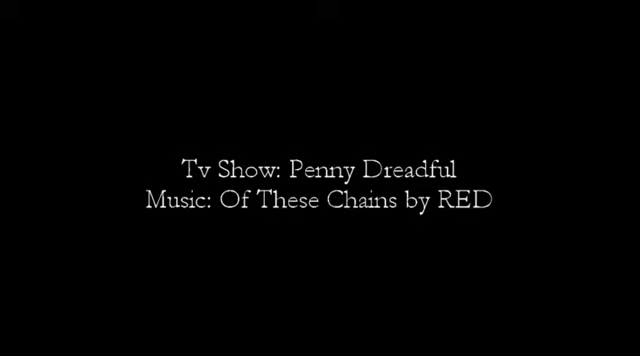 Tv Show: Penny Dreadful
Music: Of These Chains by RED